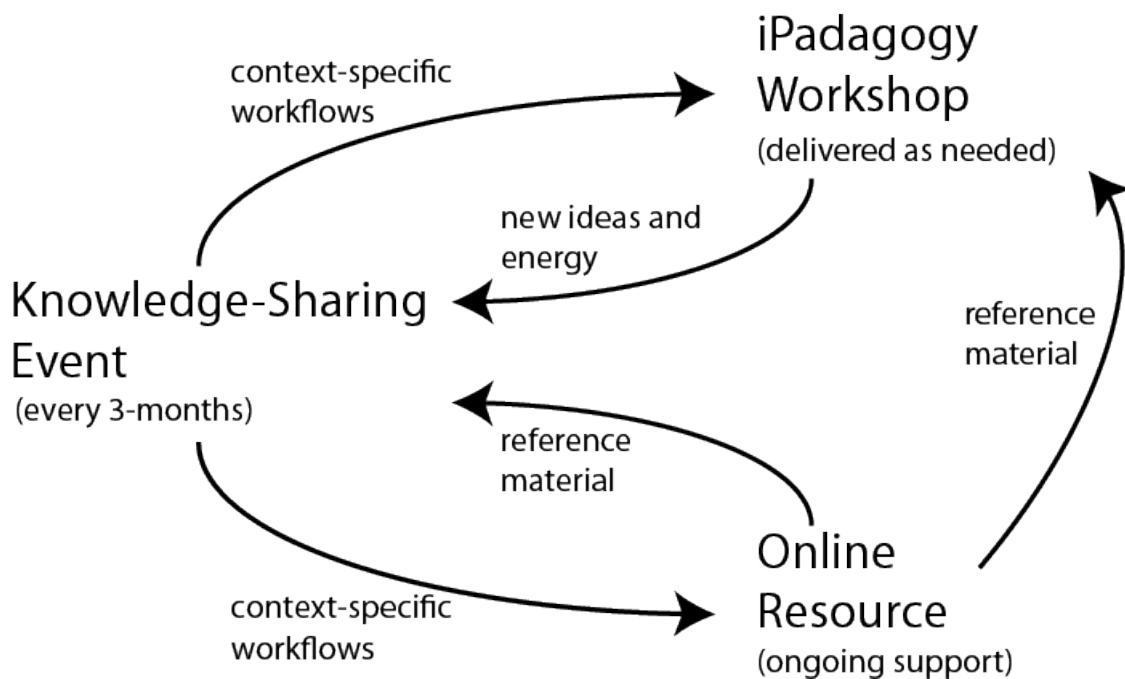 iPadagogy
Workshop
(delivered as needed)
context-specific
workflows
new ideas and
energy
Knowledge-Sharing
Event
(every 3-months)
reference
material
reference
material
Online
Resource
(ongoing support)
context-specific
workflows